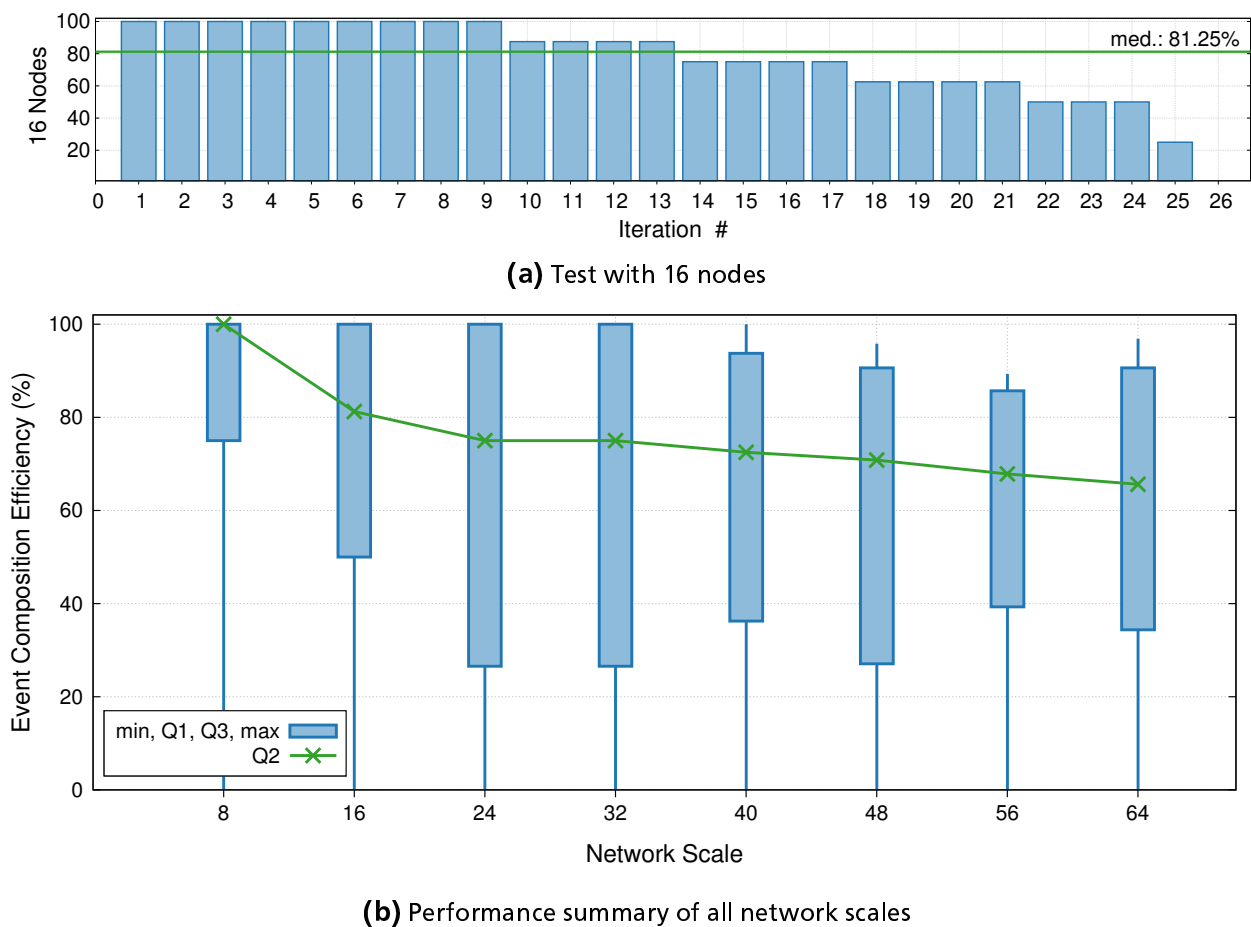 100
80
60
40
20
16 Nodes
med.: 81.25%
0 1 2 3 4 5 6 7 8 9 10 11 12 13 14 15 16 17 18 19 20 21 22 23 24 25 26
Iteration #
(a) Test with 16 nodes
100
80
60
40
20
0
Event Composition Efficiency (%)
min, Q1, Q3, max
Q2
8 16 24 32 40 48 56 64
Network Scale
(b) Performance summary of all network scales